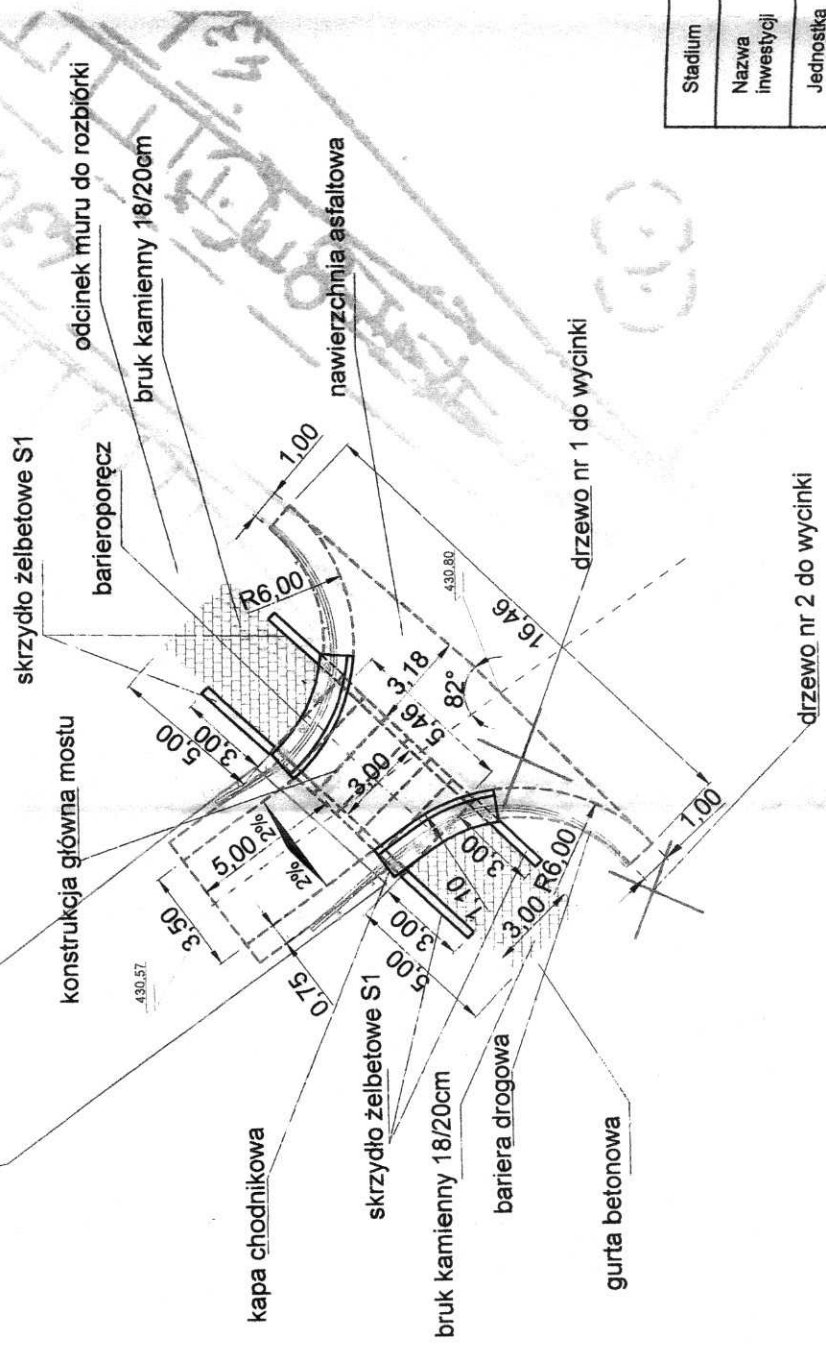 Stadium
Nazwa
inwestycji
Jednostka
odcinek muru do rozbiórki
bruk kamienny 18/20cm
skrzydło żelbetowe S1
barieroporęcz
nawierzchnia asfaltowa
konstrukcja główna mostu
drzewo nr 1 do wycinki
drzewo nr 2 do wycinki
kapa chodnikowa
skrzydło żelbetowe S1
bruk kamienny 18/20cm
bariera drogowa
gurta betonowa
1,00
R6,00
430,80
16,46
3,18
5,46
82°
5,00
3,00
3,00
5,00
2%
2%
3,50
430,57
0,75
3,00
1,10
3,00
5,00
3,00
R6,00
1,00